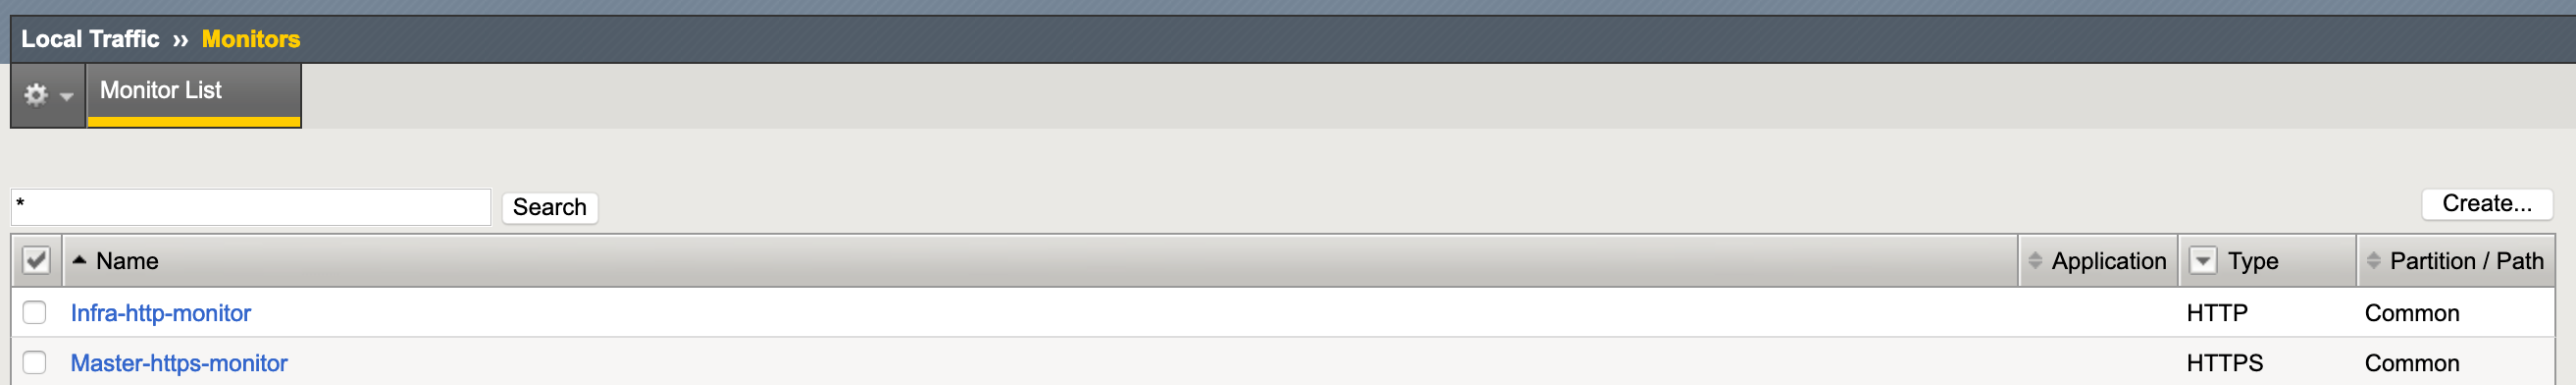 Local Traffic ›› Monitors
Monitor List
* Search Create...
Name Application Type Partition / Path
Infra-http-monitor HTTP Common
Master-https-monitor HTTPS Common